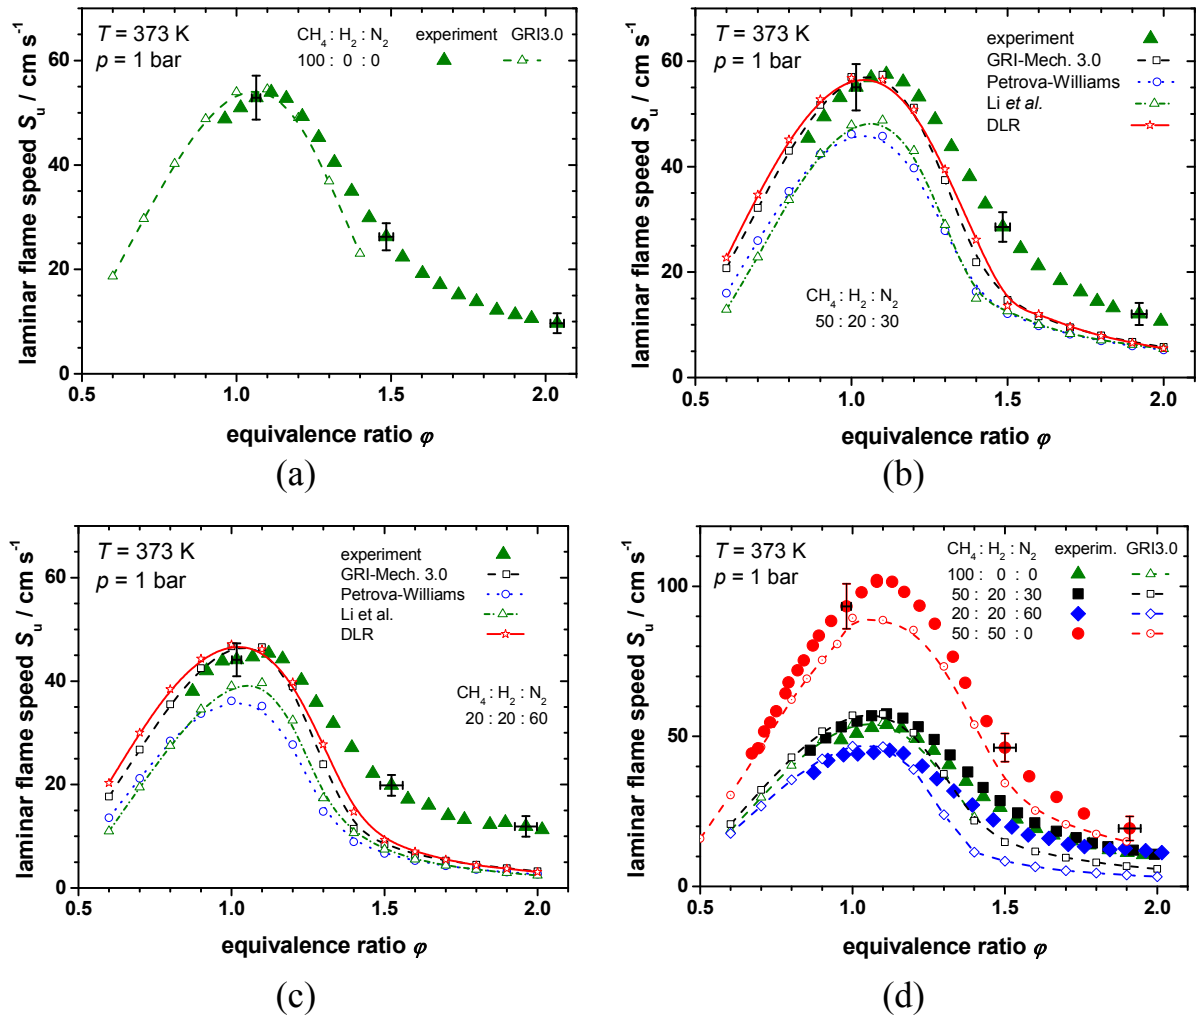 T = 373 K
p = 1 bar
CH₄ : H₂ : N₂ experiment GRI3.0
100 : 0 : 0
laminar flame speed Sᵤ / cm s⁻¹
60
40
20
0
0.5 1.0 1.5 2.0
equivalence ratio φ
(a)
T = 373 K
p = 1 bar
experiment
GRI-Mech. 3.0
Petrova-Williams
Li et al.
DLR
CH₄ : H₂ : N₂
50 : 20 : 30
laminar flame speed Sᵤ / cm s⁻¹
60
40
20
0
0.5 1.0 1.5 2.0
equivalence ratio φ
(b)
T = 373 K
p = 1 bar
experiment
GRI-Mech. 3.0
Petrova-Williams
Li et al.
DLR
CH₄ : H₂ : N₂
20 : 20 : 60
laminar flame speed Sᵤ / cm s⁻¹
60
40
20
0
0.5 1.0 1.5 2.0
equivalence ratio φ
(c)
T = 373 K
p = 1 bar
CH₄ : H₂ : N₂ experim. GRI3.0
100 : 0 : 0
50 : 20 : 30
20 : 20 : 60
50 : 50 : 0
laminar flame speed Sᵤ / cm s⁻¹
100
50
0
0.5 1.0 1.5 2.0
equivalence ratio φ
(d)